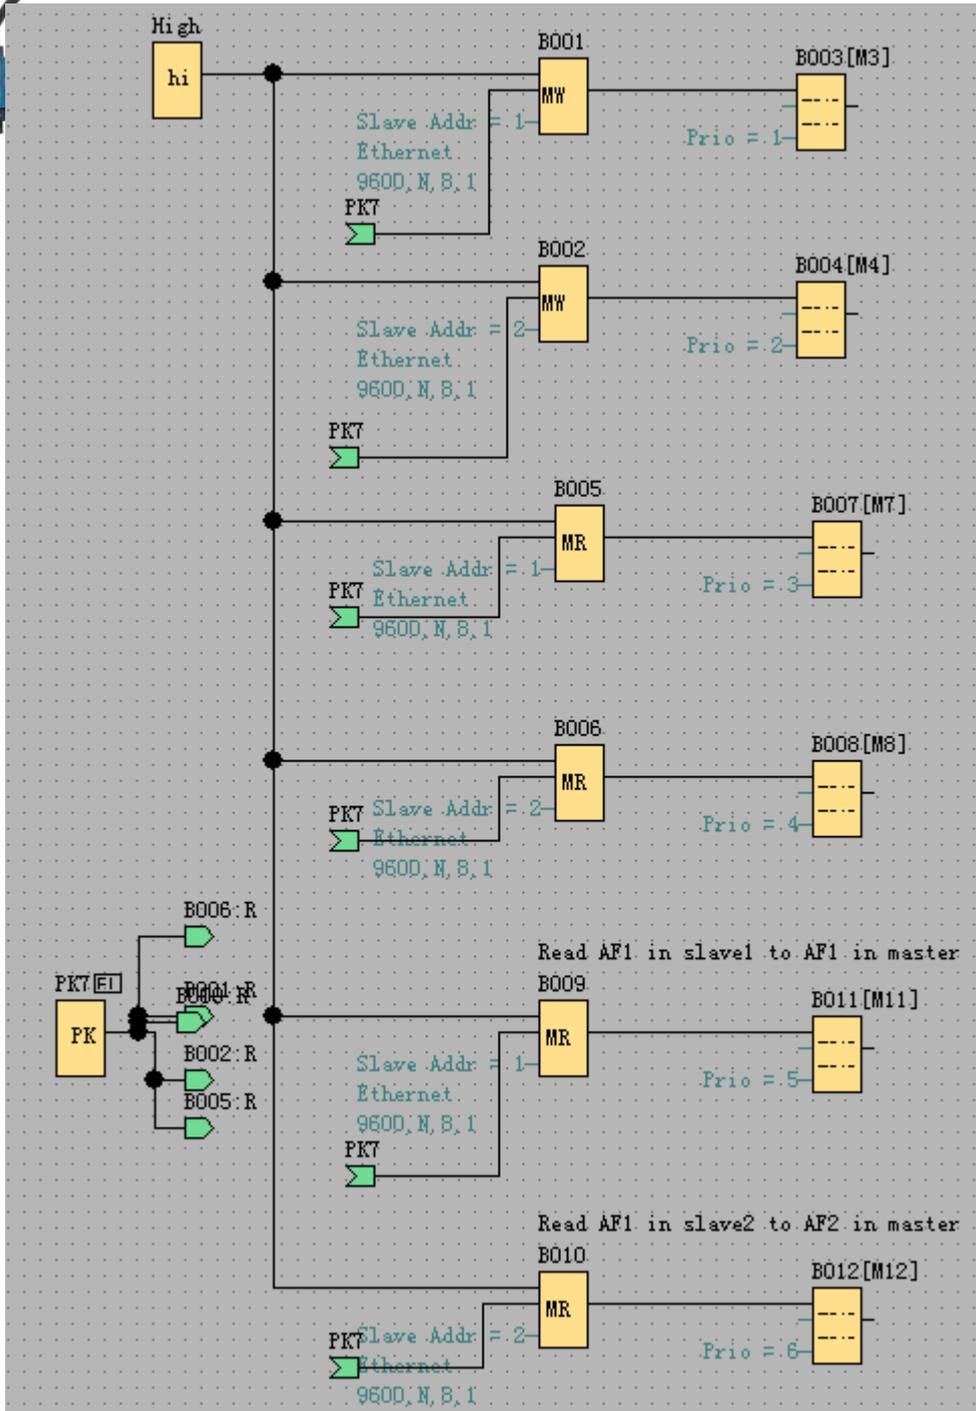 High
hi
B001
MW
B003[M3]
Slave Addr = 1
Ethernet
9600,N,8,1
Prio = 1
PK7
B002
MW
B004[M4]
Slave Addr = 2
Ethernet
9600,N,8,1
Prio = 2
PK7
B005
MR
B007[M7]
Slave Addr = 1
Ethernet
9600,N,8,1
Prio = 3
PK7
B006
MR
B008[M8]
Slave Addr = 2
Ethernet
9600,N,8,1
Prio = 4
PK7
B006:R
PK7
PK
B002:R
B005:R
Read AF1 in slave1 to AF1 in master
B009
MR
B011[M11]
Slave Addr = 1
Ethernet
9600,N,8,1
Prio = 5
PK7
Read AF1 in slave2 to AF2 in master
B010
MR
B012[M12]
Slave Addr = 2
Ethernet
9600,N,8,1
Prio = 6
PK7